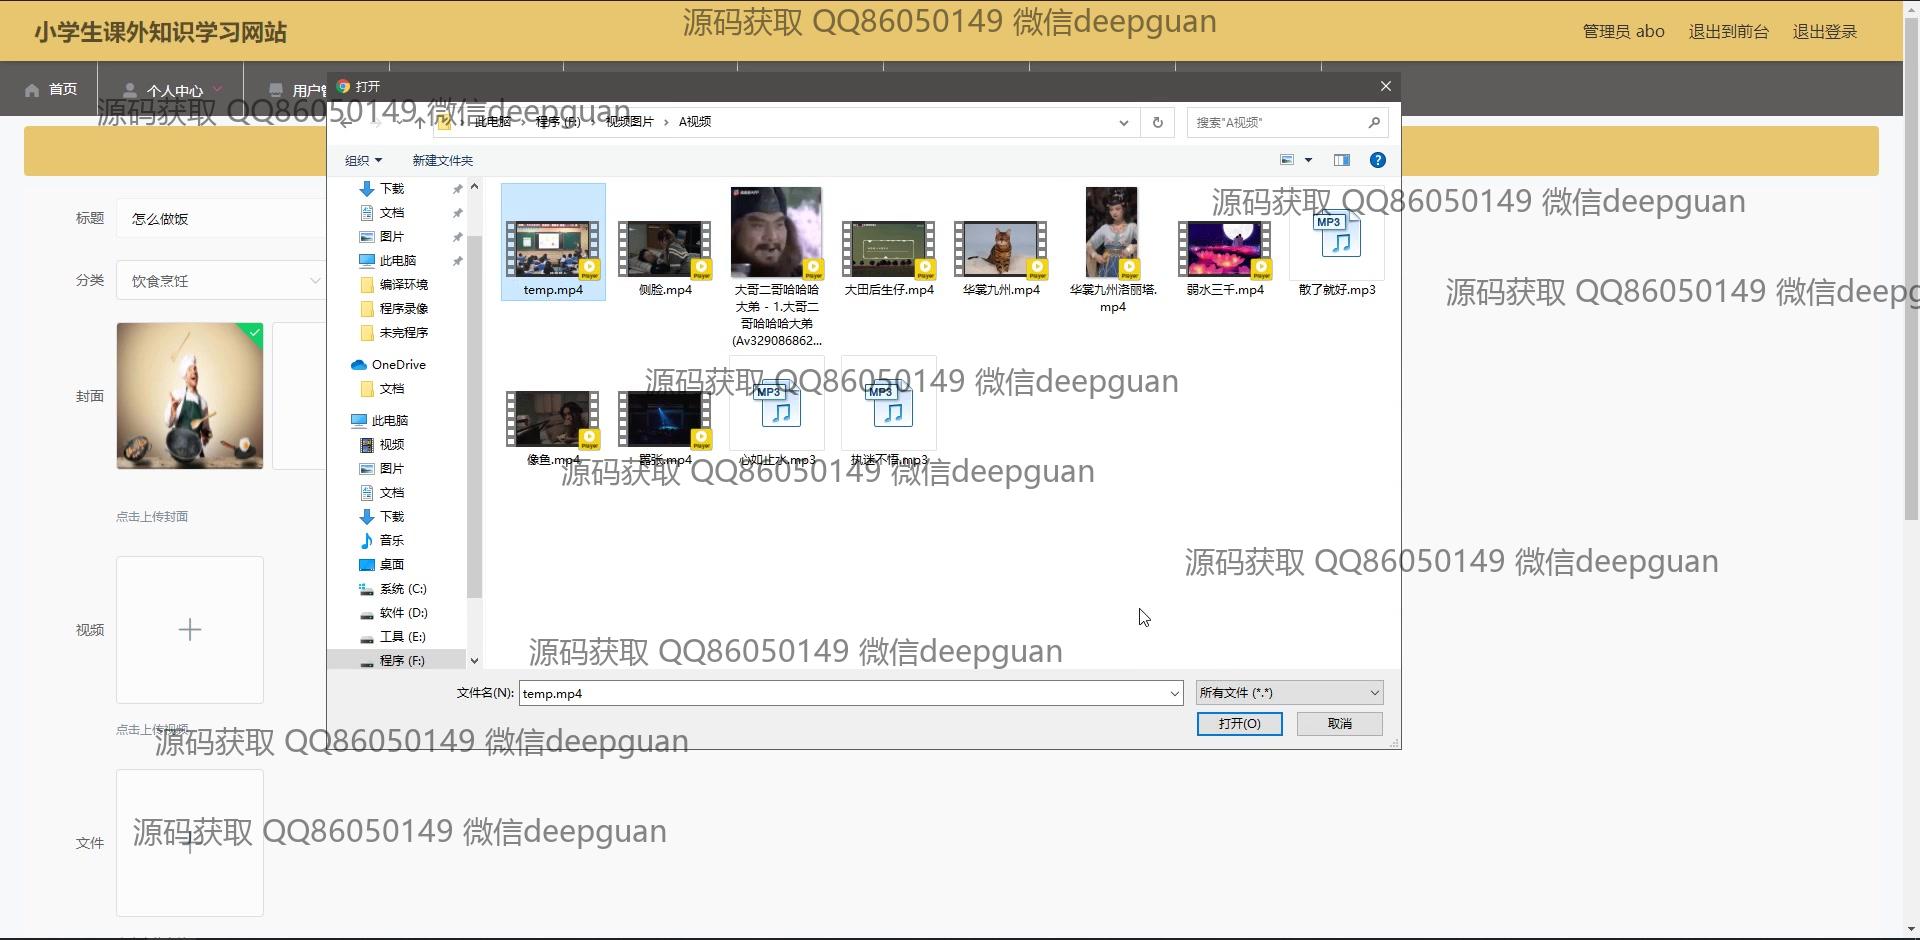 小学生课外知识学习网站
源码获取 QQ86050149 微信deepguan
管理员 abo
退出到前台
退出登录
首页
个人中心
用户管
打开
源码获取 QQ86050149 微信deepguan
此电脑 › 程序 (F:) › 视频图片 › A视频
搜索"A视频"
组织
新建文件夹
标题
怎么做饭
分类
饮食烹饪
封面
点击上传封面
视频
点击上传视频
文件
下载
文档
图片
此电脑
编译环境
程序录像
未完程序
OneDrive
文档
此电脑
视频
图片
文档
下载
音乐
桌面
系统 (C:)
软件 (D:)
工具 (E:)
程序 (F:)
源码获取 QQ86050149 微信deepguan
temp.mp4
侧脸.mp4
大哥二哥哈哈哈
大弟 - 1.大哥二
哥哈哈哈大弟
(Av329086862...
大田后生仔.mp4
华裳九州.mp4
华裳九州洛丽塔.
mp4
弱水三千.mp4
MP3
散了就好.mp3
源码获取 QQ86050149 微信deepg
源码获取 QQ86050149 微信deepguan
MP3
MP3
像鱼.mp4
嚣张.mp4
心如止水.mp3
执迷不悟.mp3
源码获取 QQ86050149 微信deepguan
源码获取 QQ86050149 微信deepguan
源码获取 QQ86050149 微信deepguan
文件名(N):
temp.mp4
所有文件 (*.*)
打开(O)
取消
源码获取 QQ86050149 微信deepguan
源码获取 QQ86050149 微信deepguan